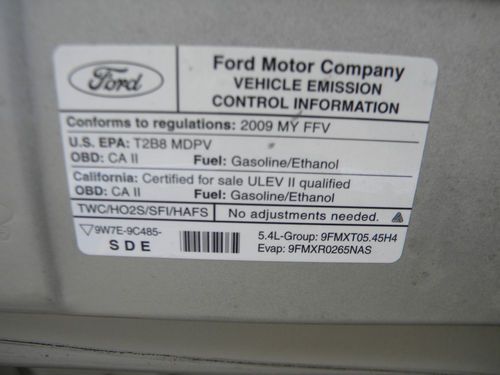 Ford
Ford Motor Company
VEHICLE EMISSION
CONTROL INFORMATION
Conforms to regulations: 2009 MY FFV
U.S. EPA: T2B8 MDPV
OBD: CA II Fuel: Gasoline/Ethanol
California: Certified for sale ULEV II qualified
OBD: CA II Fuel: Gasoline/Ethanol
TWC/HO2S/SFI/HAFS No adjustments needed.
9W7E-9C485-
S D E
5.4L-Group: 9FMXT05.45H4
Evap: 9FMXR0265NAS